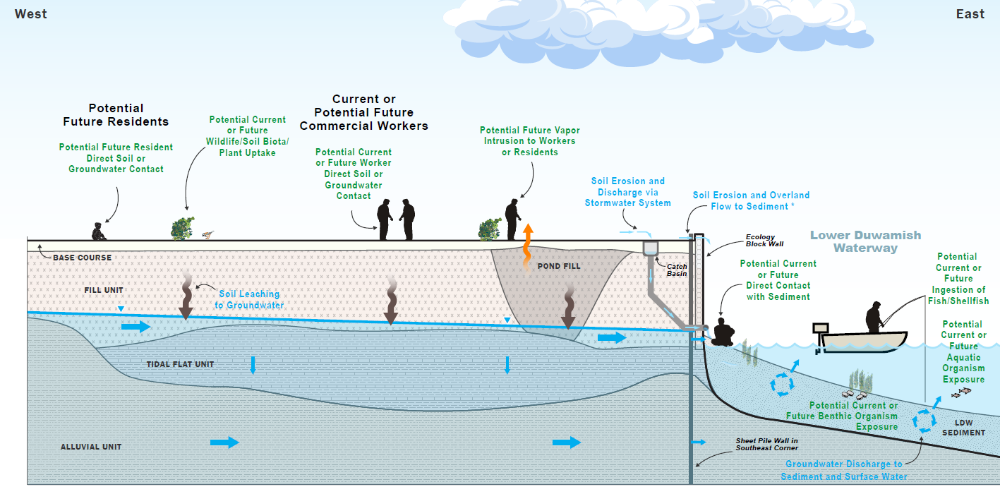 West
East
Potential
Future Residents
Potential Future Resident
Direct Soil or
Groundwater Contact
Potential Current
or Future
Wildlife/Soil Biota/
Plant Uptake
Current or
Potential Future
Commercial Workers
Potential Current
or Future Worker
Direct Soil or
Groundwater
Contact
Potential Future Vapor
Intrusion to Workers
or Residents
Soil Erosion and
Discharge via
Stormwater System
Soil Erosion and Overland
Flow to Sediment *
Ecology
Block Wall
Lower Duwamish
Waterway
BASE COURSE
FILL UNIT
Soil Leaching
to Groundwater
POND FILL
Catch
Basin
Potential Current
or Future
Direct Contact
with Sediment
Potential
Current or
Future
Ingestion of
Fish/Shellfish
Potential
Current or
Future
Aquatic
Organism
Exposure
TIDAL FLAT UNIT
Potential Current or
Future Benthic Organism
Exposure
LDW
SEDIMENT
ALLUVIAL UNIT
Sheet Pile Wall in
Southeast Corner
Groundwater Discharge to
Sediment and Surface Water